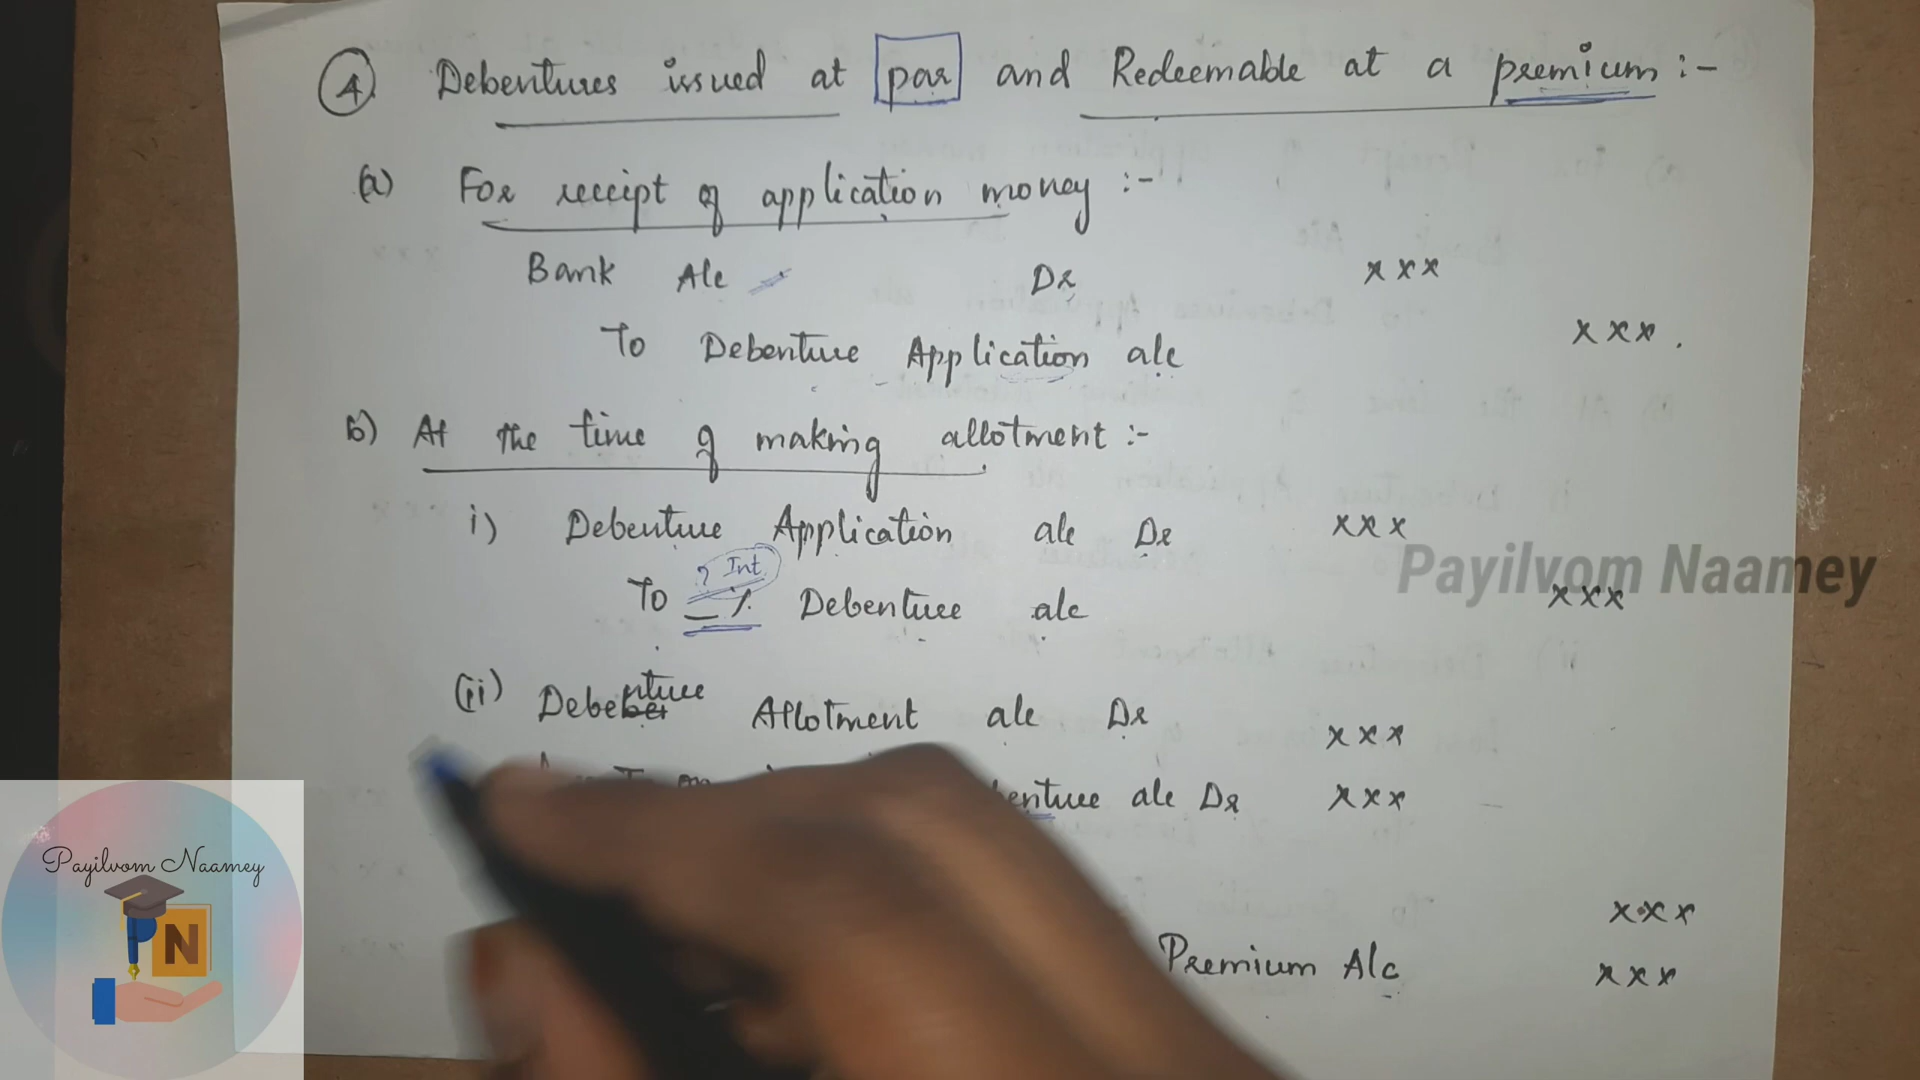 4 Debentures issued at par and Redeemable at a premium :-
(a) For receipt of application money :-
Bank A/c Dr xxx
To Debenture Application a/c xxx.
b) At the time of making allotment :-
i) Debenture Application a/c Dr xxx
? Int
To _% Debenture a/c xxx
(ii) Debenture Allotment a/c Dr xxx
a/c Dr xxx
xxx
Premium A/c xxx
Payilvom Naamey
Payilvom Naamey
PN